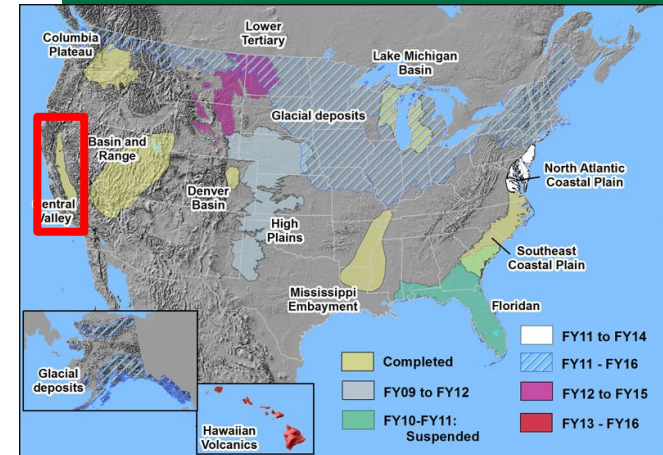 Columbia
Plateau
Lower
Tertiary
Lake Michigan
Basin
Glacial deposits
Basin and
Range
Central
Valley
Denver
Basin
High
Plains
North Atlantic
Coastal Plain
Southeast
Coastal Plain
Mississippi
Embayment
Floridan
Glacial
deposits
Hawaiian
Volcanics
Completed
FY09 to FY12
FY10-FY11:
Suspended
FY11 to FY14
FY11 - FY16
FY12 to FY15
FY13 - FY16